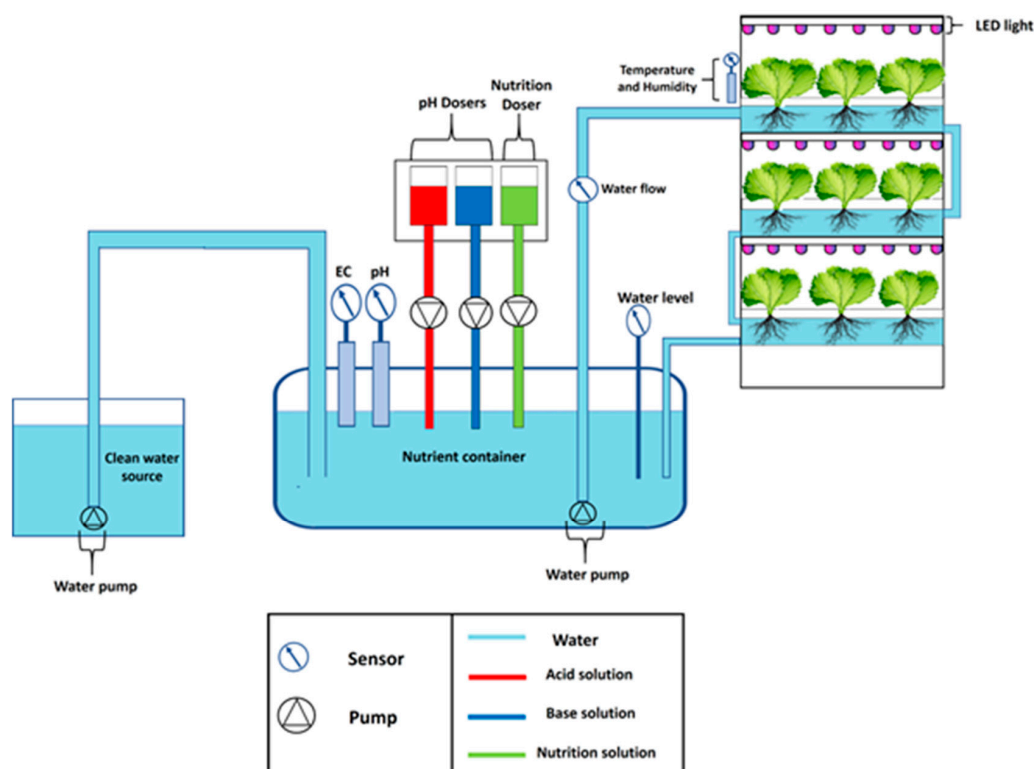 LED light
Temperature
and Humidity
Nutrition
Doser
pH Dosers
Water flow
EC
pH
Water level
Clean water
source
Nutrient container
Water pump
Water pump
Sensor
Pump
Water
Acid solution
Base solution
Nutrition solution